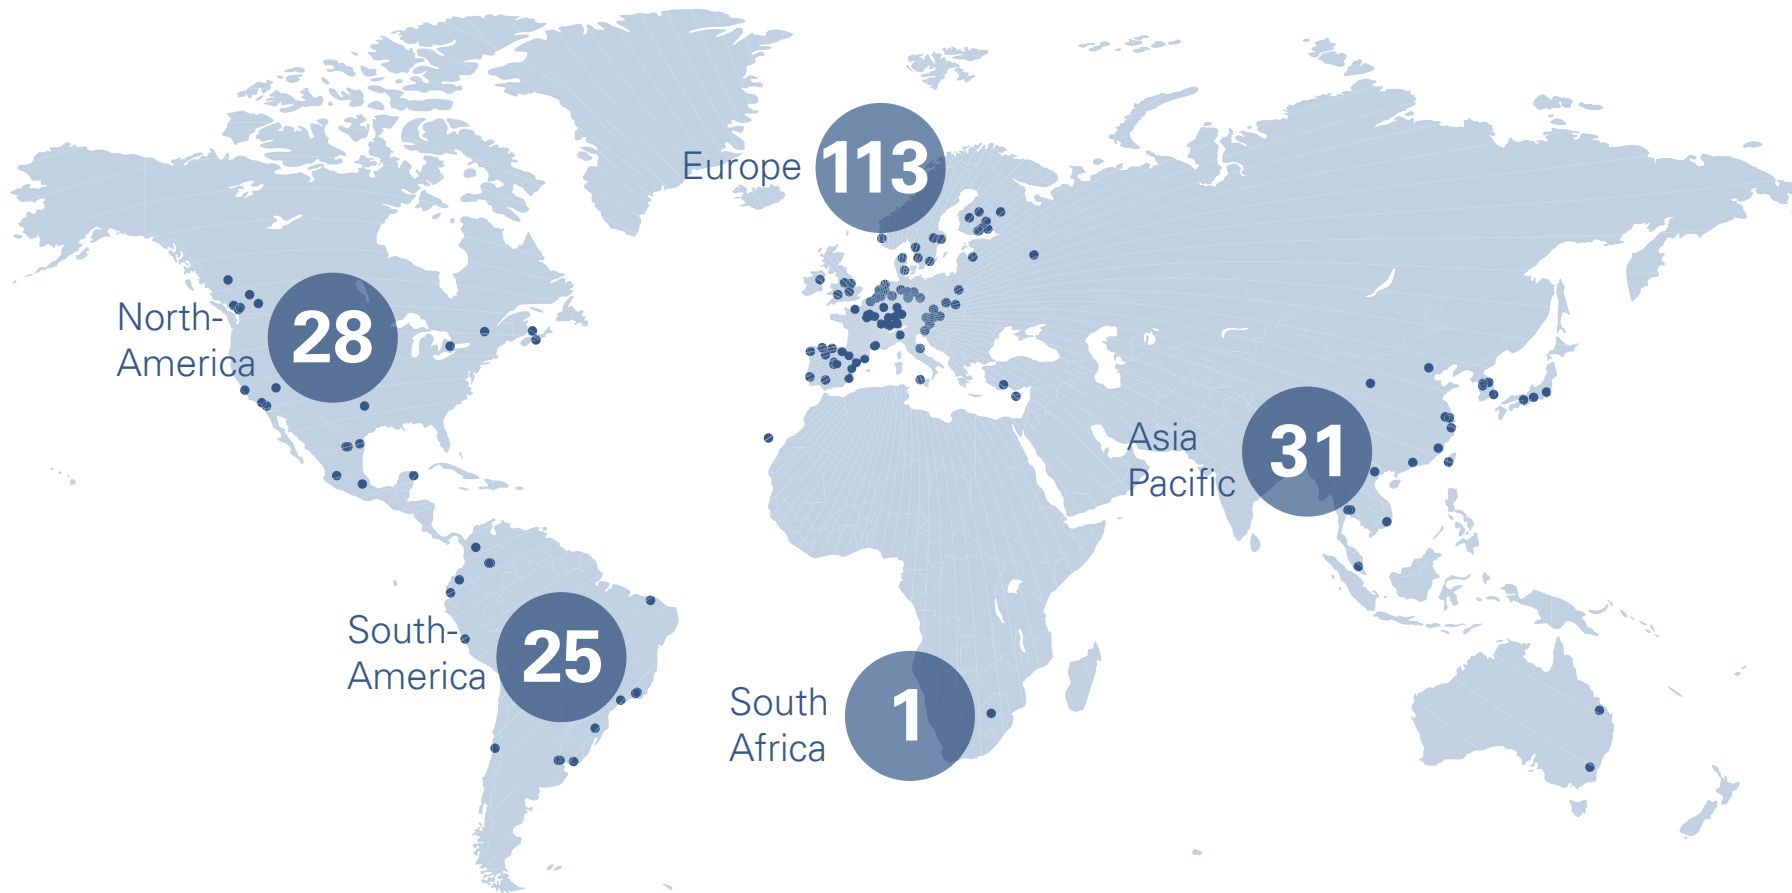 Europe
113
North-
America
28
Asia
Pacific
31
South-
America
25
South
Africa
1